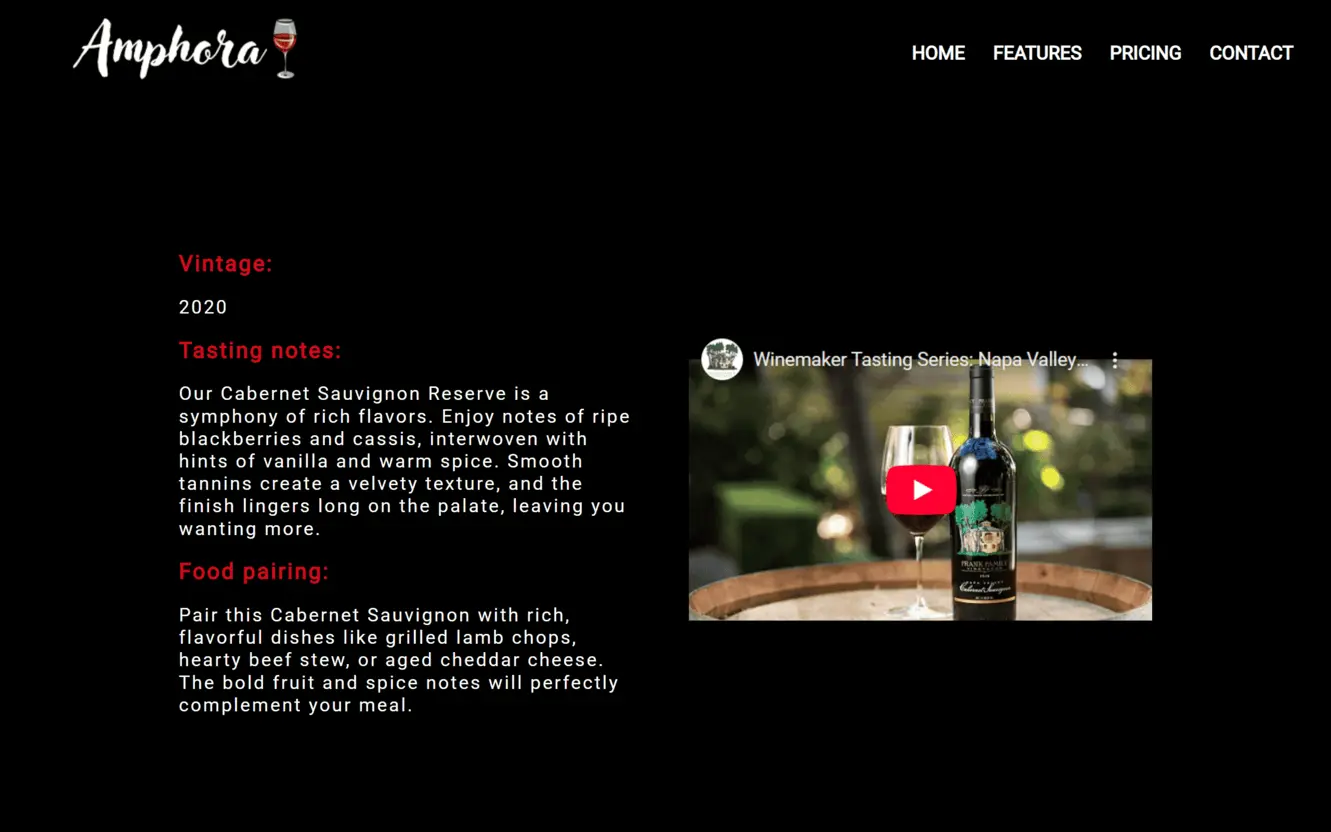 Amphora
HOME FEATURES PRICING CONTACT
Vintage:
2020
Tasting notes:
Our Cabernet Sauvignon Reserve is a
symphony of rich flavors. Enjoy notes of ripe
blackberries and cassis, interwoven with
hints of vanilla and warm spice. Smooth
tannins create a velvety texture, and the
finish lingers long on the palate, leaving you
wanting more.
Food pairing:
Pair this Cabernet Sauvignon with rich,
flavorful dishes like grilled lamb chops,
hearty beef stew, or aged cheddar cheese.
The bold fruit and spice notes will perfectly
complement your meal.
Winemaker Tasting Series: Napa Valley...
FRANK FAMILY
VINEYARDS
NAPA VALLEY
Cabernet Sauvignon